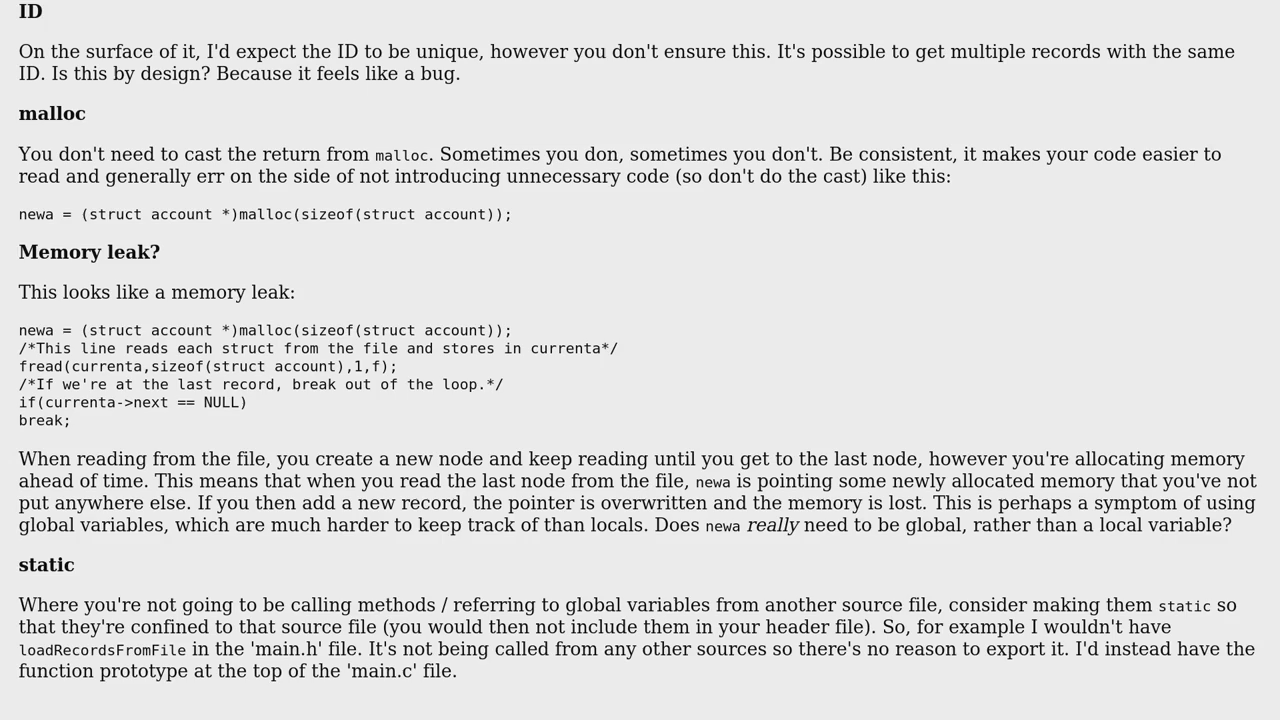 ID
On the surface of it, I'd expect the ID to be unique, however you don't ensure this. It's possible to get multiple records with the same
ID. Is this by design? Because it feels like a bug.
malloc
You don't need to cast the return from malloc. Sometimes you don, sometimes you don't. Be consistent, it makes your code easier to
read and generally err on the side of not introducing unnecessary code (so don't do the cast) like this:
newa = (struct account *)malloc(sizeof(struct account));
Memory leak?
This looks like a memory leak:
newa = (struct account *)malloc(sizeof(struct account));
/*This line reads each struct from the file and stores in currenta*/
fread(currenta,sizeof(struct account),1,f);
/*If we're at the last record, break out of the loop.*/
if(currenta->next == NULL)
break;
When reading from the file, you create a new node and keep reading until you get to the last node, however you're allocating memory
ahead of time. This means that when you read the last node from the file, newa is pointing some newly allocated memory that you've not
put anywhere else. If you then add a new record, the pointer is overwritten and the memory is lost. This is perhaps a symptom of using
global variables, which are much harder to keep track of than locals. Does newa really need to be global, rather than a local variable?
static
Where you're not going to be calling methods / referring to global variables from another source file, consider making them static so
that they're confined to that source file (you would then not include them in your header file). So, for example I wouldn't have
loadRecordsFromFile in the 'main.h' file. It's not being called from any other sources so there's no reason to export it. I'd instead have the
function prototype at the top of the 'main.c' file.